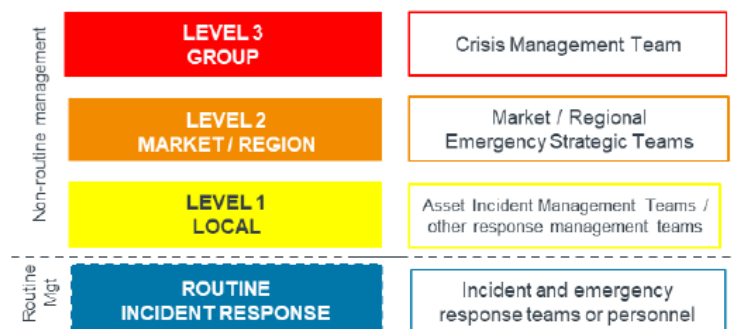 Non-routine management
LEVEL 3
GROUP
Crisis Management Team
LEVEL 2
MARKET / REGION
Market / Regional
Emergency Strategic Teams
LEVEL 1
LOCAL
Asset Incident Management Teams /
other response management teams
Routine
Mgt
ROUTINE
INCIDENT RESPONSE
Incident and emergency
response teams or personnel